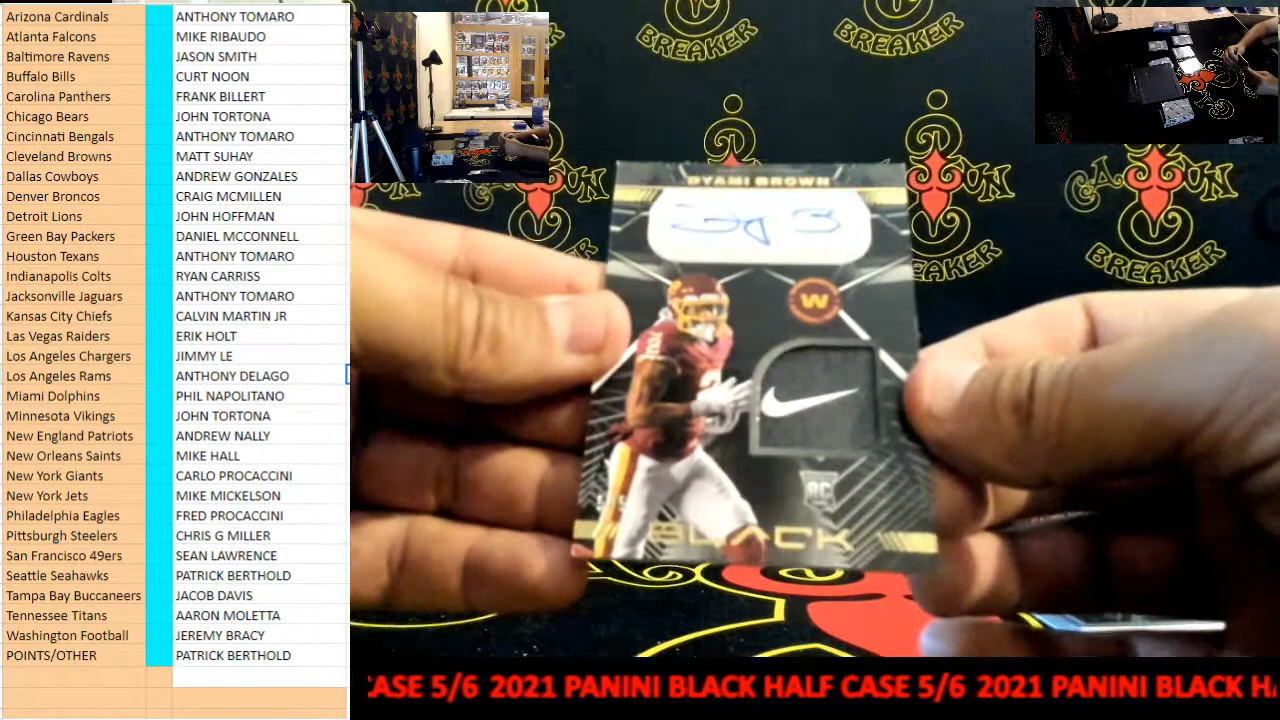 Arizona Cardinals ANTHONY TOMARO
Atlanta Falcons MIKE RIBAUDO
Baltimore Ravens JASON SMITH
Buffalo Bills CURT NOON
Carolina Panthers FRANK BILLERT
Chicago Bears JOHN TORTONA
Cincinnati Bengals ANTHONY TOMARO
Cleveland Browns MATT SUHAY
Dallas Cowboys ANDREW GONZALES
Denver Broncos CRAIG MCMILLEN
Detroit Lions JOHN HOFFMAN
Green Bay Packers DANIEL MCCONNELL
Houston Texans ANTHONY TOMARO
Indianapolis Colts RYAN CARRISS
Jacksonville Jaguars ANTHONY TOMARO
Kansas City Chiefs CALVIN MARTIN JR
Las Vegas Raiders ERIK HOLT
Los Angeles Chargers JIMMY LE
Los Angeles Rams ANTHONY DELAGO
Miami Dolphins PHIL NAPOLITANO
Minnesota Vikings JOHN TORTONA
New England Patriots ANDREW NALLY
New Orleans Saints MIKE HALL
New York Giants CARLO PROCACCINI
New York Jets MIKE MICKELSON
Philadelphia Eagles FRED PROCACCINI
Pittsburgh Steelers CHRIS G MILLER
San Francisco 49ers SEAN LAWRENCE
Seattle Seahawks PATRICK BERTHOLD
Tampa Bay Buccaneers JACOB DAVIS
Tennessee Titans AARON MOLETTA
Washington Football JEREMY BRACY
POINTS/OTHER PATRICK BERTHOLD
BREAKER
BREAKER
CAJUN
BREAKER
CAJUN
BREAKER
DYAMI BROWN
W
RC
BLACK
CASE 5/6 2021 PANINI BLACK HALF CASE 5/6 2021 PANINI BLACK HA